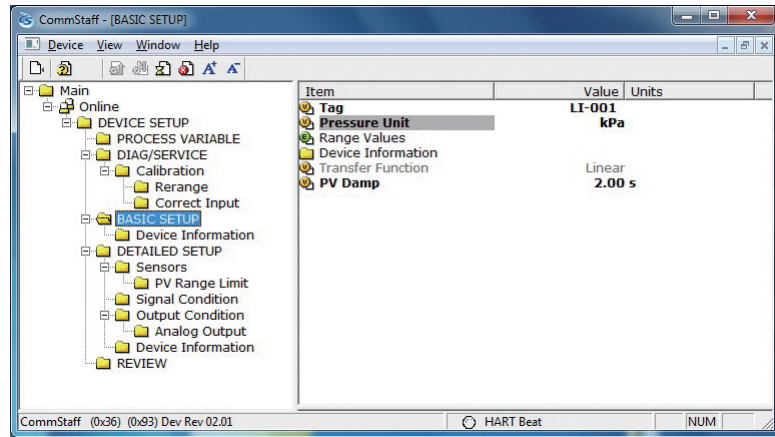 CommStaff - [BASIC SETUP]
Device View Window Help
A+ A-
Main
Online
DEVICE SETUP
PROCESS VARIABLE
DIAG/SERVICE
Calibration
Rerange
Correct Input
BASIC SETUP
Device Information
DETAILED SETUP
Sensors
PV Range Limit
Signal Condition
Output Condition
Analog Output
Device Information
REVIEW
Item Value Units
Tag LI-001
Pressure Unit kPa
Range Values
Device Information
Transfer Function Linear
PV Damp 2.00 s
CommStaff (0x36) (0x93) Dev Rev 02.01 HART Beat NUM